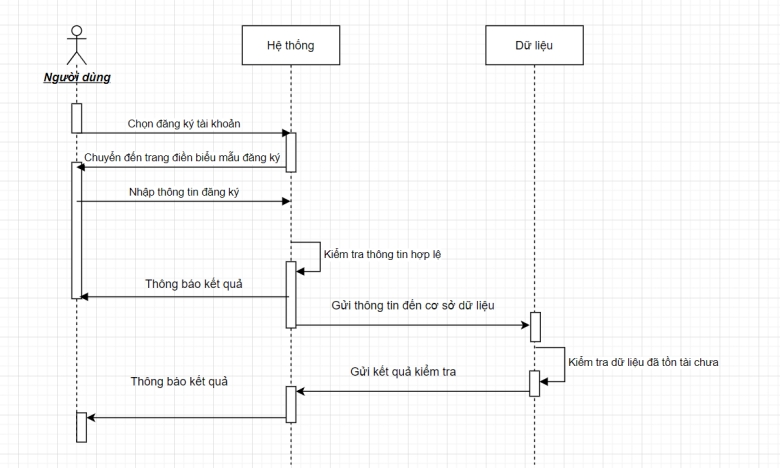 Hệ thống
Dữ liệu
Người dùng
Chọn đăng ký tài khoản
Chuyển đến trang điền biểu mẫu đăng ký
Nhập thông tin đăng ký
Kiểm tra thông tin hợp lệ
Thông báo kết quả
Gửi thông tin đến cơ sở dữ liệu
Kiểm tra dữ liệu đã tồn tài chưa
Gửi kết quả kiểm tra
Thông báo kết quả